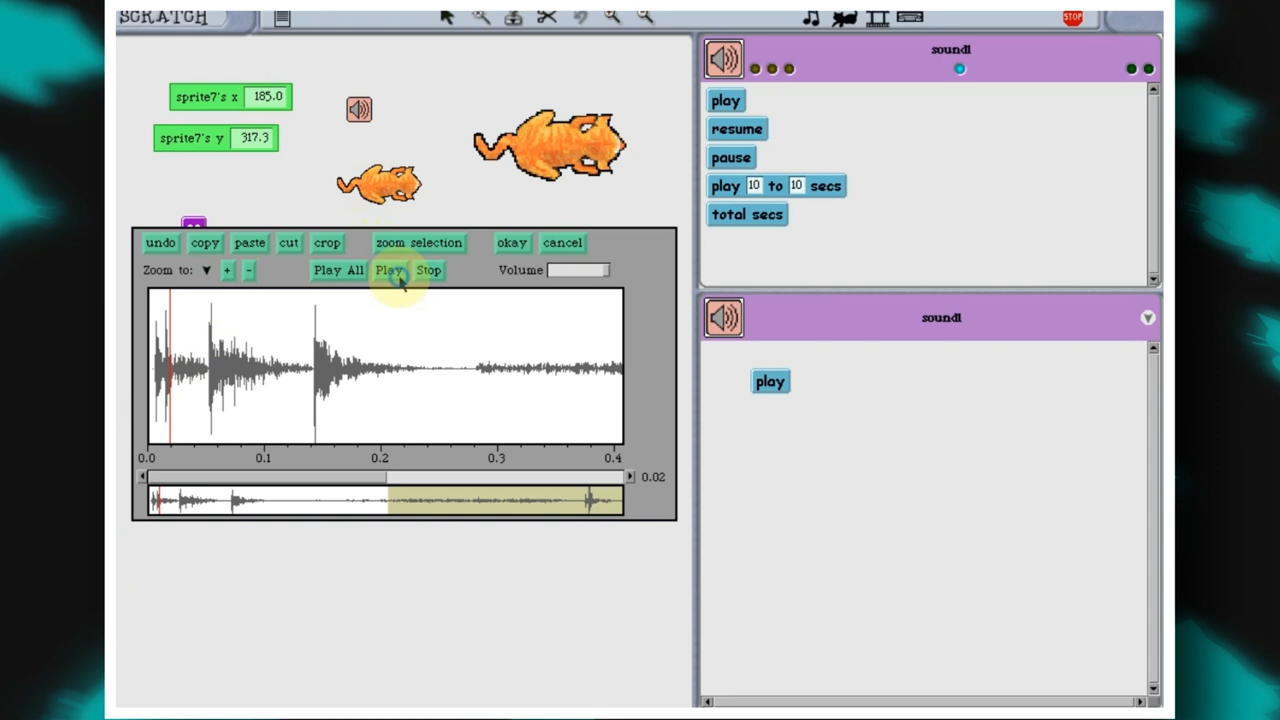 SCRATCH
STOP
sound1
sprite7's x 185.0
sprite7's y 317.3
play
resume
pause
play 10 to 10 secs
total secs
undo copy paste cut crop zoom selection okay cancel
Zoom to: ▼ + - Play All Play Stop Volume
0.0 0.1 0.2 0.3 0.4
0.02
sound1
play